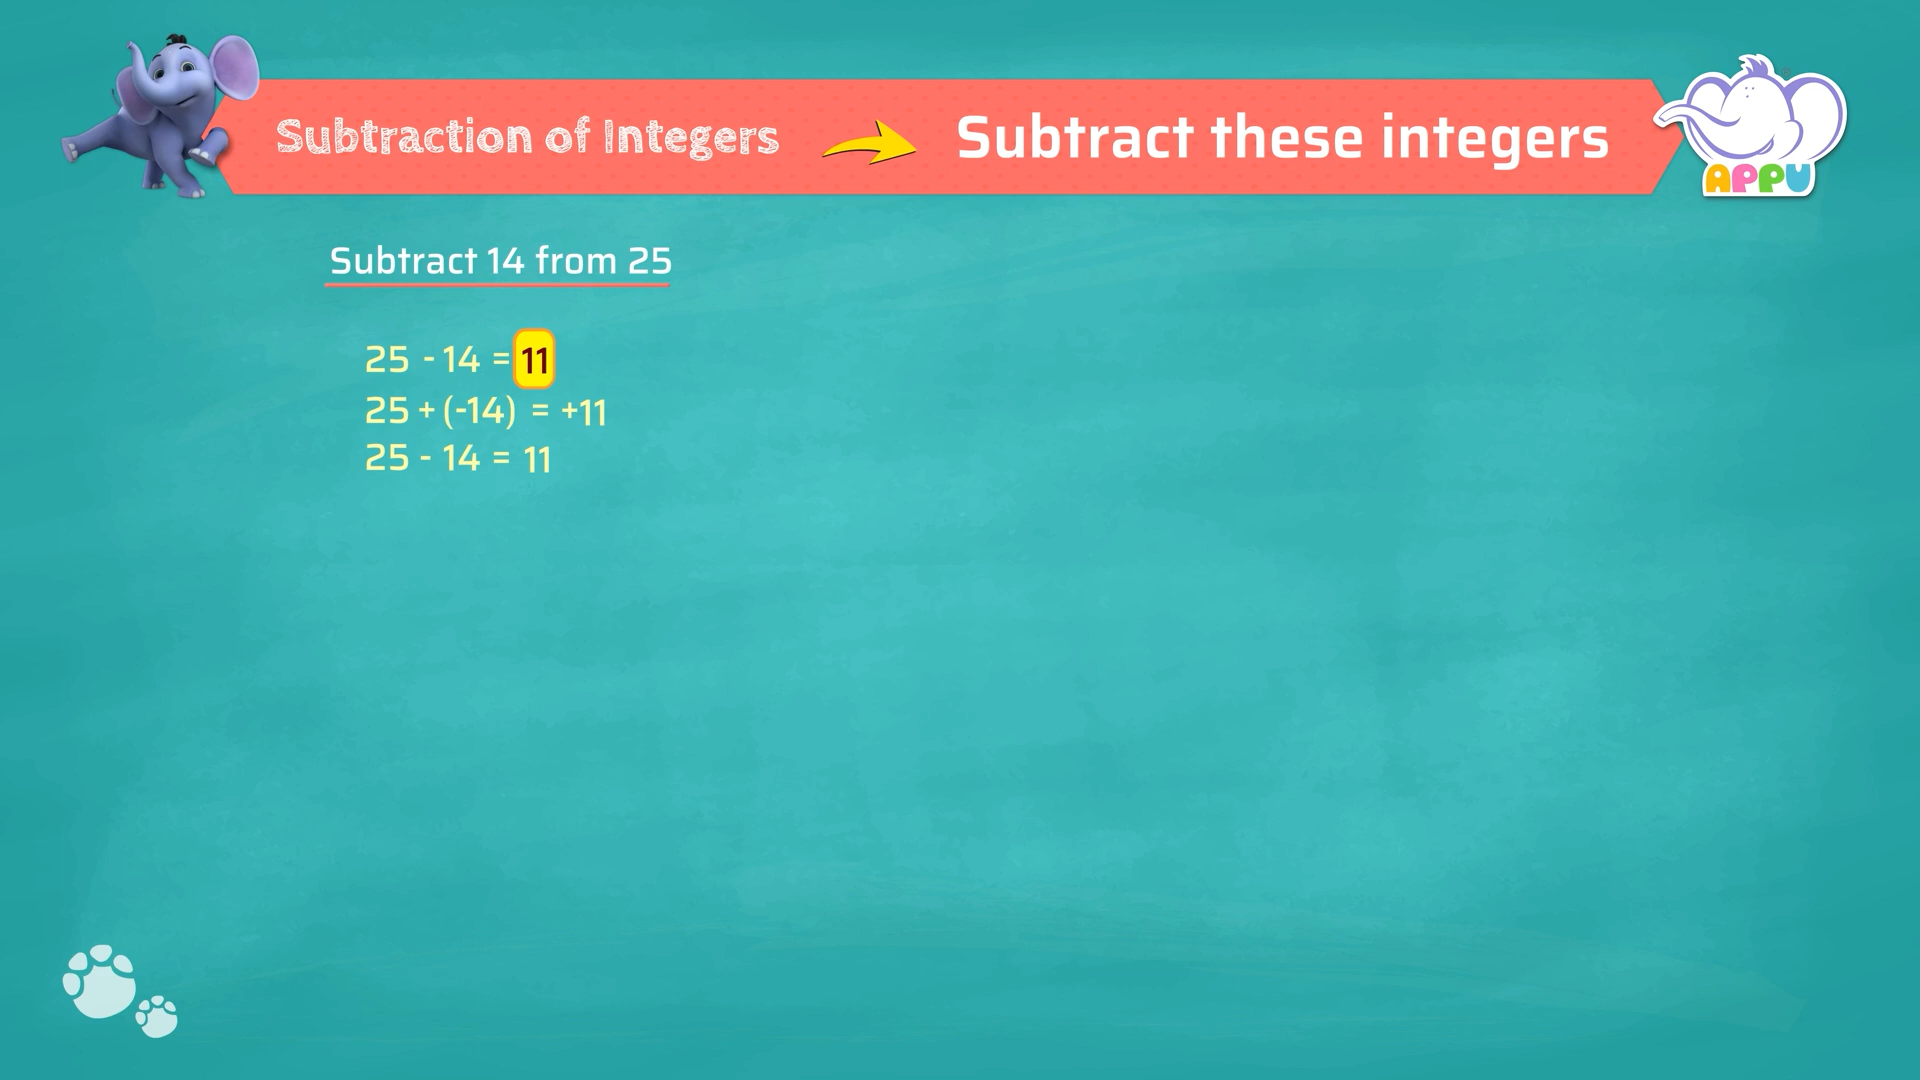 Subtraction of Integers
Subtract these integers
APPU
Subtract 14 from 25
25 - 14 = 11
25 + (-14) = +11
25 - 14 = 11